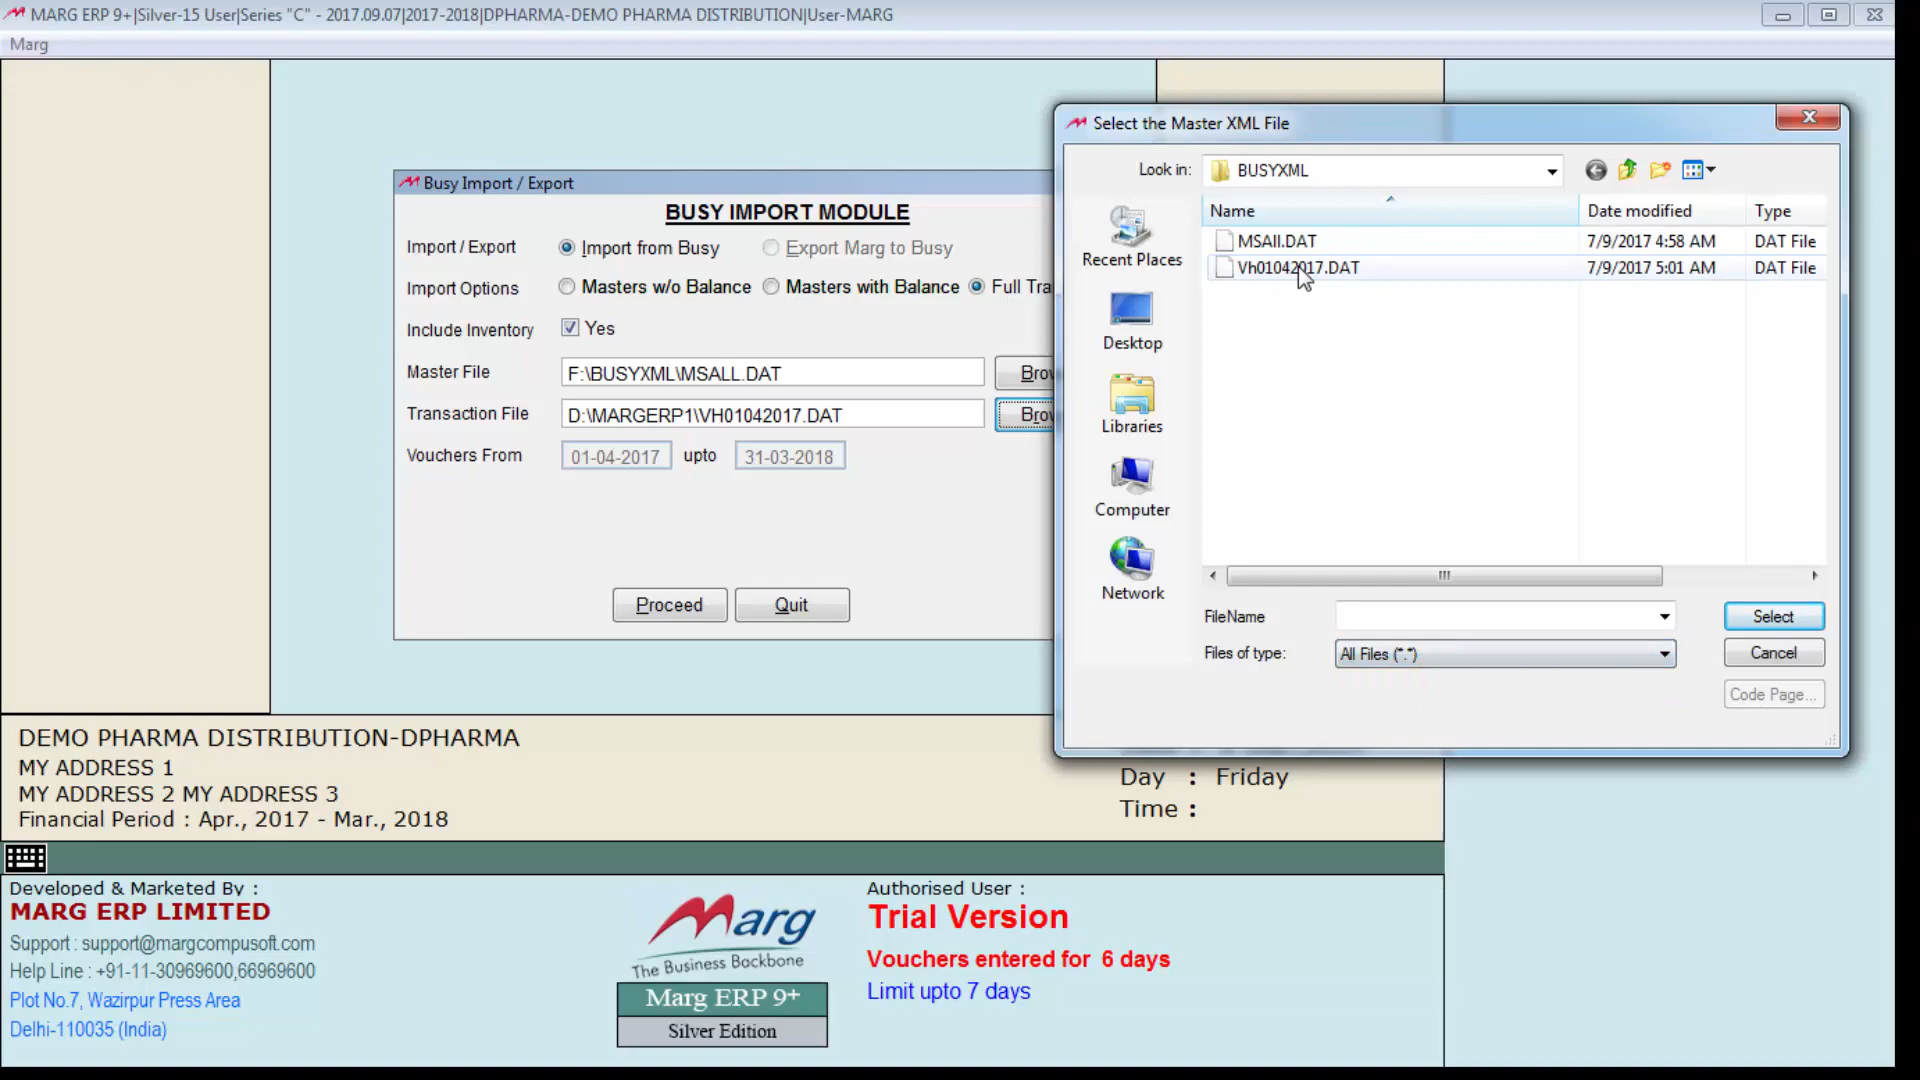 MARG ERP 9+|Silver-15 User|Series "C" - 2017.09.07|2017-2018|DPHARMA-DEMO PHARMA DISTRIBUTION|User-MARG
Marg
Busy Import / Export
BUSY IMPORT MODULE
Import / Export Import from Busy Export Marg to Busy
Import Options Masters w/o Balance Masters with Balance Full Tra
Include Inventory Yes
Master File F:\BUSYXML\MSALL.DAT Brow
Transaction File D:\MARGERP1\VH01042017.DAT Brow
Vouchers From 01-04-2017 upto 31-03-2018
Proceed Quit
Select the Master XML File
Look in: BUSYXML
Name Date modified Type
MSAll.DAT 7/9/2017 4:58 AM DAT File
Vh01042017.DAT 7/9/2017 5:01 AM DAT File
Recent Places
Desktop
Libraries
Computer
Network
FileName Select
Files of type: All Files (*.*) Cancel
Code Page...
DEMO PHARMA DISTRIBUTION-DPHARMA
MY ADDRESS 1
MY ADDRESS 2 MY ADDRESS 3
Financial Period : Apr., 2017 - Mar., 2018
Day : Friday
Time :
Developed & Marketed By :
MARG ERP LIMITED
Support : support@margcompusoft.com
Help Line : +91-11-30969600,66969600
Plot No.7, Wazirpur Press Area
Delhi-110035 (India)
Marg
The Business Backbone
Marg ERP 9+
Silver Edition
Authorised User :
Trial Version
Vouchers entered for 6 days
Limit upto 7 days